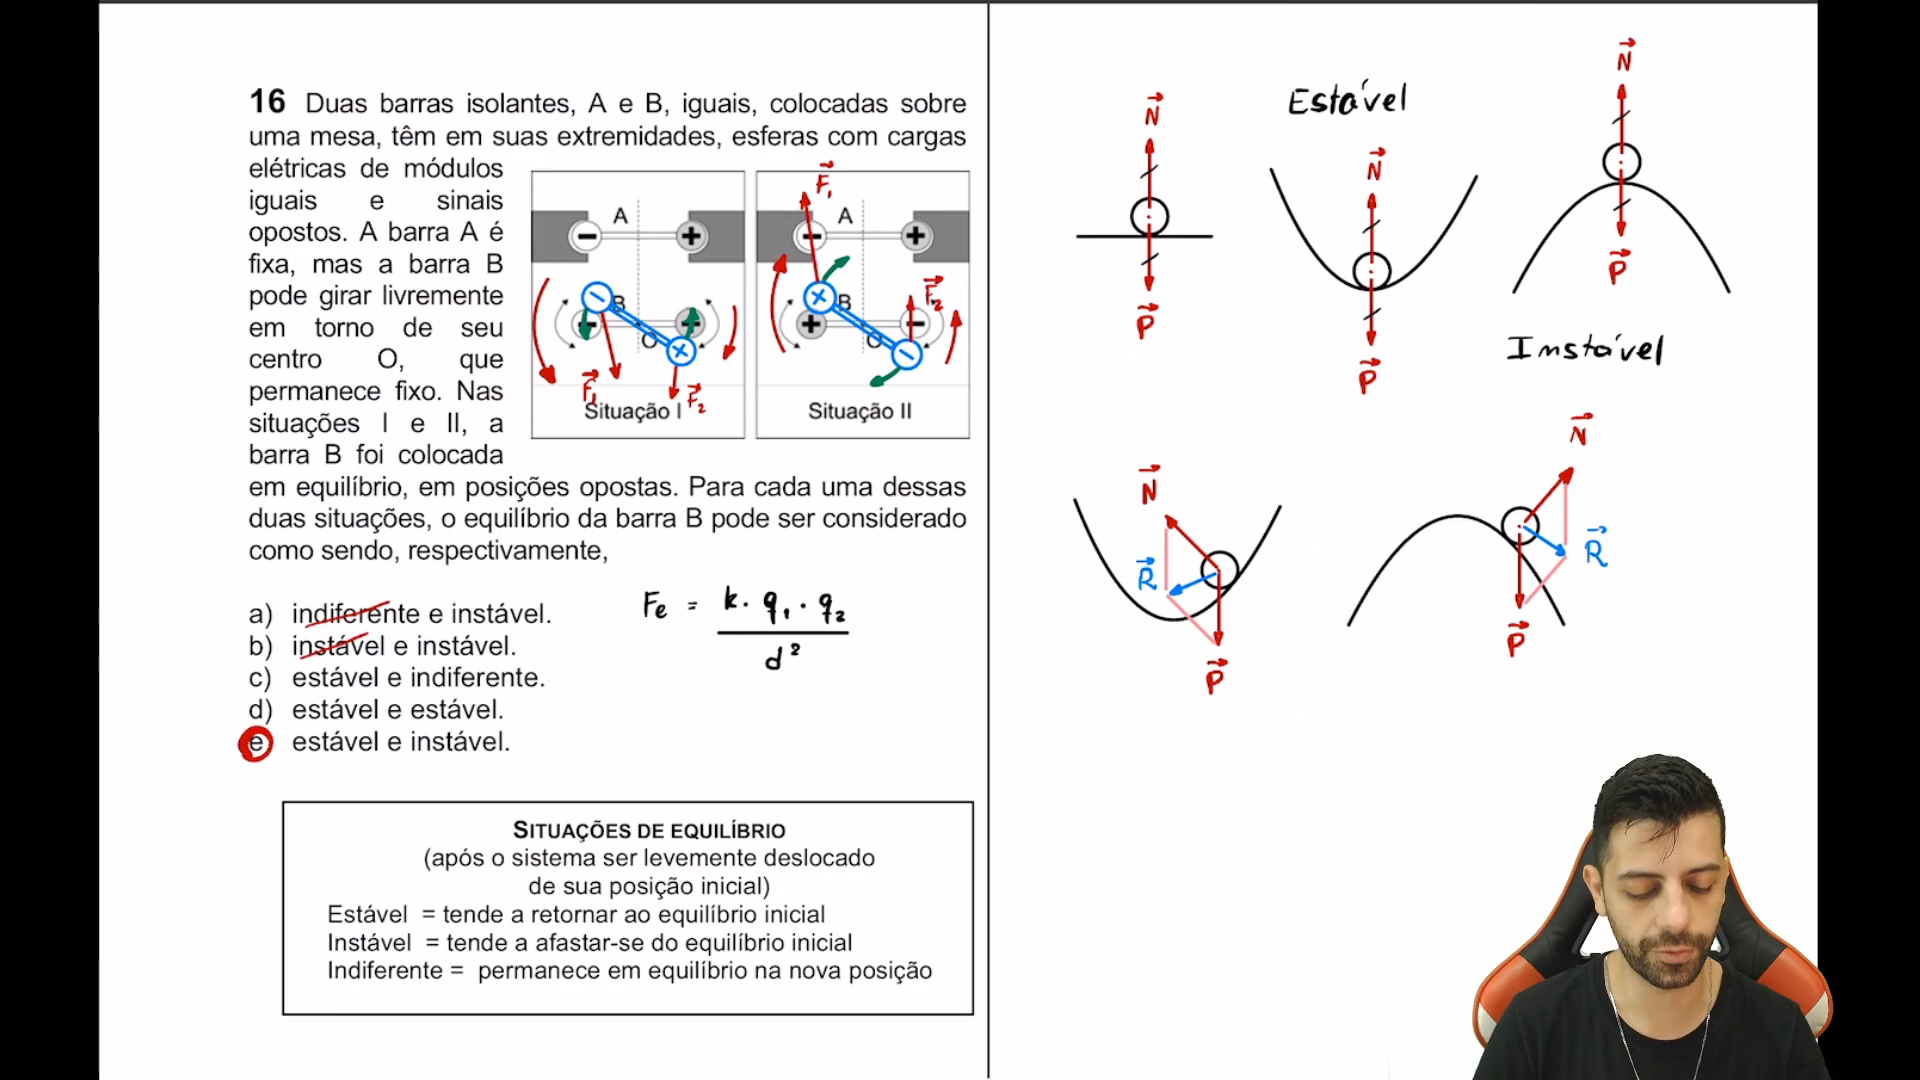 16 Duas barras isolantes, A e B, iguais, colocadas sobre
uma mesa, têm em suas extremidades, esferas com cargas
elétricas de módulos
iguais e sinais
opostos. A barra A é
fixa, mas a barra B
pode girar livremente
em torno de seu
centro O, que
permanece fixo. Nas
situações I e II, a
barra B foi colocada
em equilíbrio, em posições opostas. Para cada uma dessas
duas situações, o equilíbrio da barra B pode ser considerado
como sendo, respectivamente,
A
− +
B
− +
− +
O
F₁ F₂
Situação I
F₁
A
− +
+ B F₂
+ −
O
−
Situação II
a) indiferente e instável.
b) instável e instável.
c) estável e indiferente.
d) estável e estável.
e) estável e instável.
Fe = k. q₁ . q₂
d²
SITUAÇÕES DE EQUILÍBRIO
(após o sistema ser levemente deslocado
de sua posição inicial)
Estável = tende a retornar ao equilíbrio inicial
Instável = tende a afastar-se do equilíbrio inicial
Indiferente = permanece em equilíbrio na nova posição
N
P
Estável
N
P
N
P
Instável
N
R
P
N
R
P